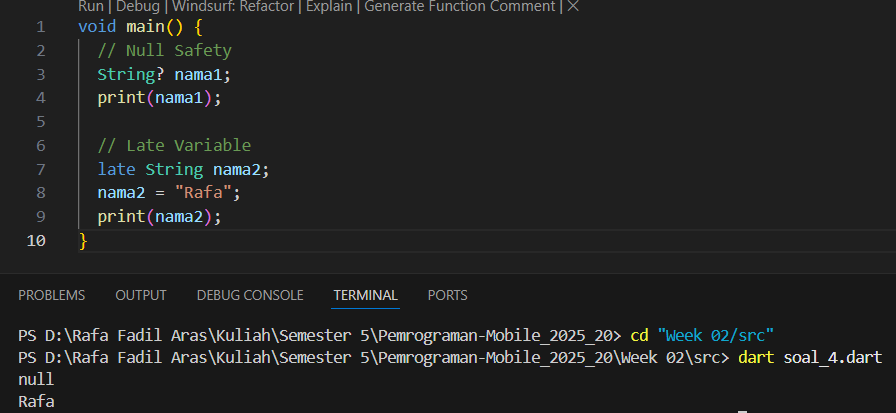 Run | Debug | Windsurf: Refactor | Explain | Generate Function Comment | ×
1 void main() {
2 // Null Safety
3 String? nama1;
4 print(nama1);
5
6 // Late Variable
7 late String nama2;
8 nama2 = "Rafa";
9 print(nama2);
10 }
PROBLEMS OUTPUT DEBUG CONSOLE TERMINAL PORTS
PS D:\Rafa Fadil Aras\Kuliah\Semester 5\Pemrograman-Mobile_2025_20> cd "Week 02/src"
PS D:\Rafa Fadil Aras\Kuliah\Semester 5\Pemrograman-Mobile_2025_20\Week 02\src> dart soal_4.dart
null
Rafa